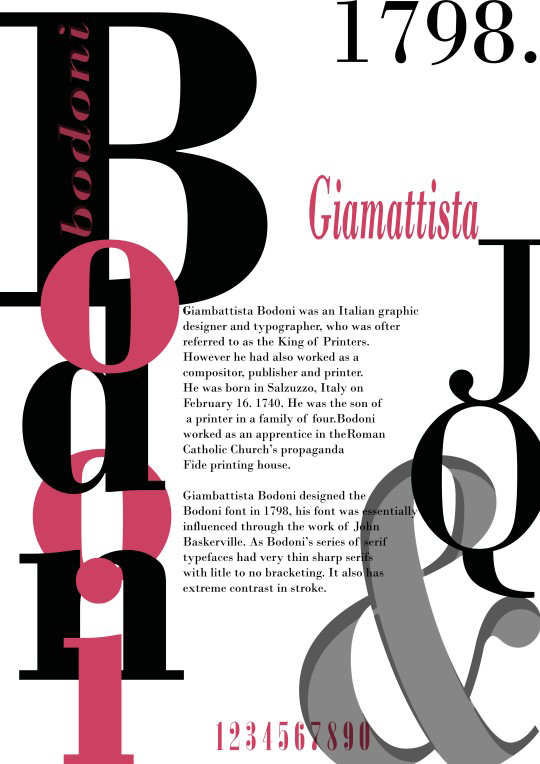 1798.
bodoni
Bodoni
Giamattista
J
Q
&
Giambattista Bodoni was an Italian graphic
designer and typographer, who was ofter
referred to as the King of Printers.
However he had also worked as a
compositor, publisher and printer.
He was born in Salzuzzo, Italy on
February 16. 1740. He was the son of
a printer in a family of four.Bodoni
worked as an apprentice in theRoman
Catholic Church's propaganda
Fide printing house.
Giambattista Bodoni designed the
Bodoni font in 1798, his font was essentially
influenced through the work of John
Baskerville. As Bodoni's series of serif
typefaces had very thin sharp serifs
with litle to no bracketing. It also has
extreme contrast in stroke.
1234567890